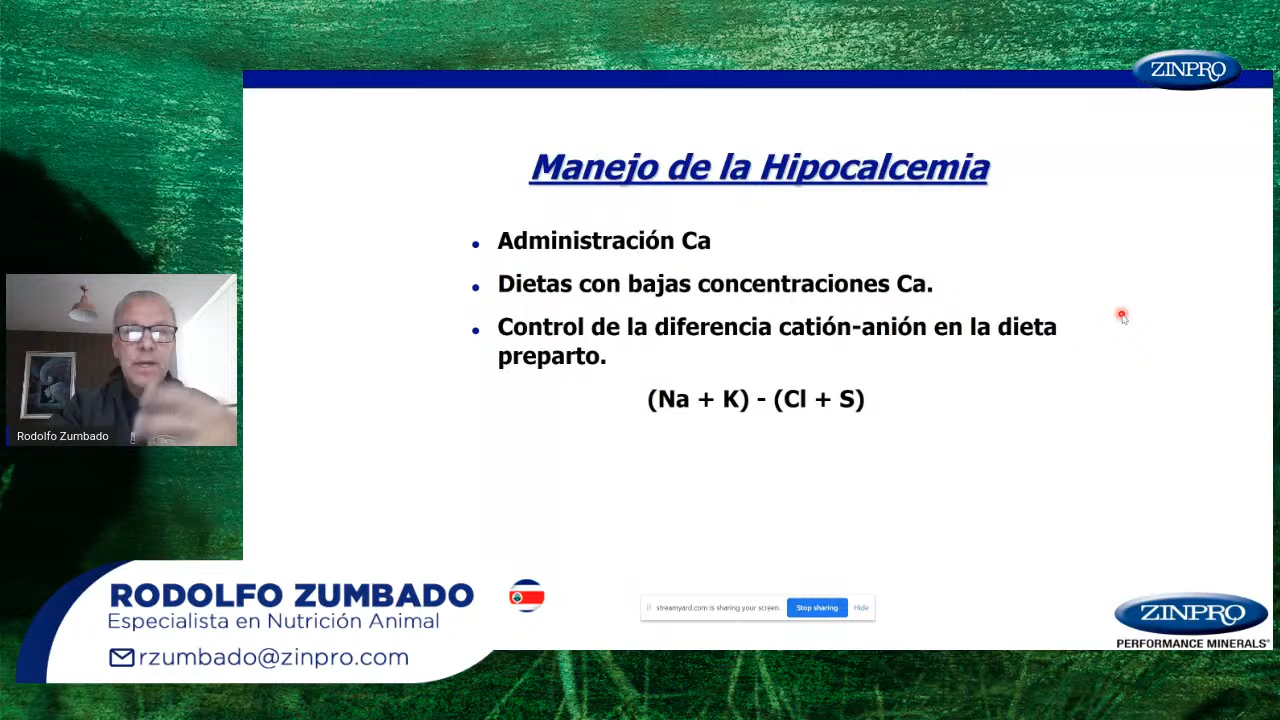 ZINPRO
Manejo de la Hipocalcemia
• Administración Ca
• Dietas con bajas concentraciones Ca.
• Control de la diferencia catión-anión en la dieta
preparto.
(Na + K) - (Cl + S)
Rodolfo Zumbado
RODOLFO ZUMBADO
Especialista en Nutrición Animal
rzumbado@zinpro.com
streamyard.com is sharing your screen.
Stop sharing
Hide
ZINPRO
PERFORMANCE MINERALS®